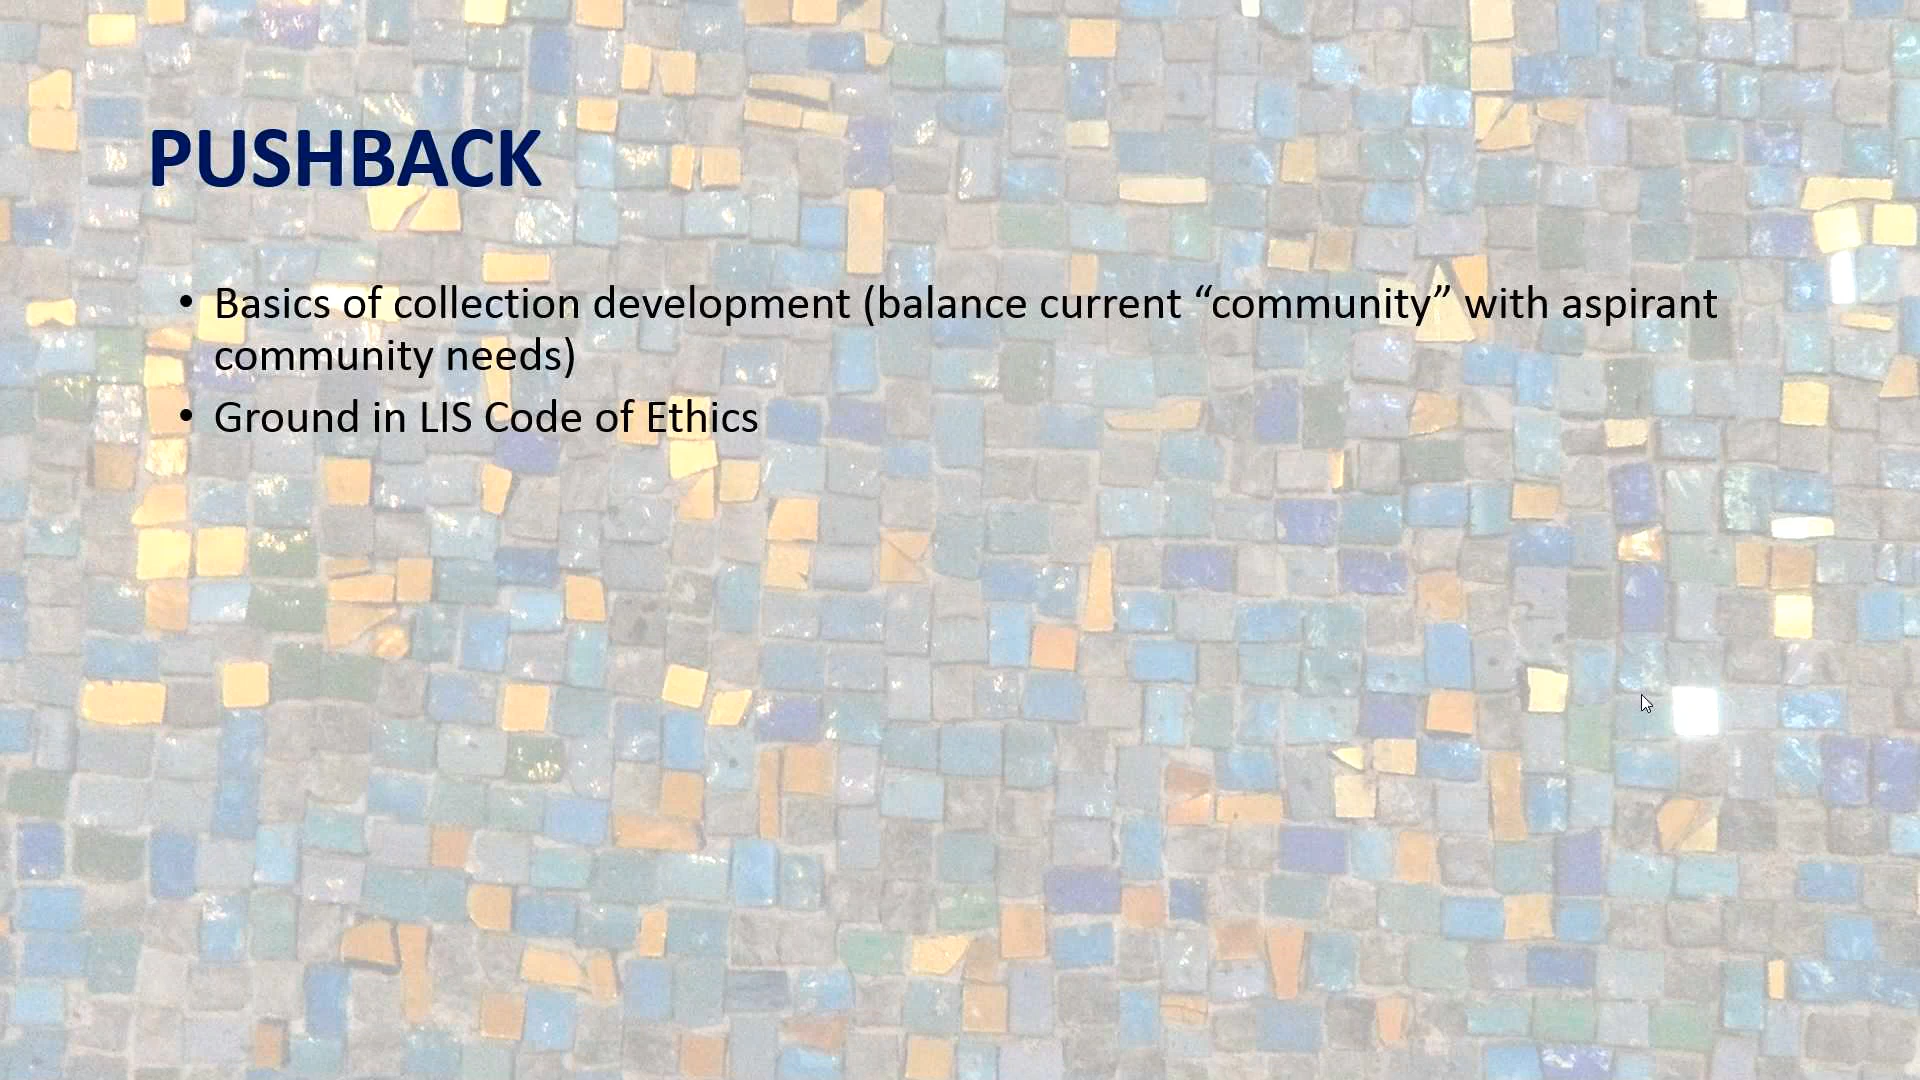 PUSHBACK
• Basics of collection development (balance current “community” with aspirant
community needs)
• Ground in LIS Code of Ethics